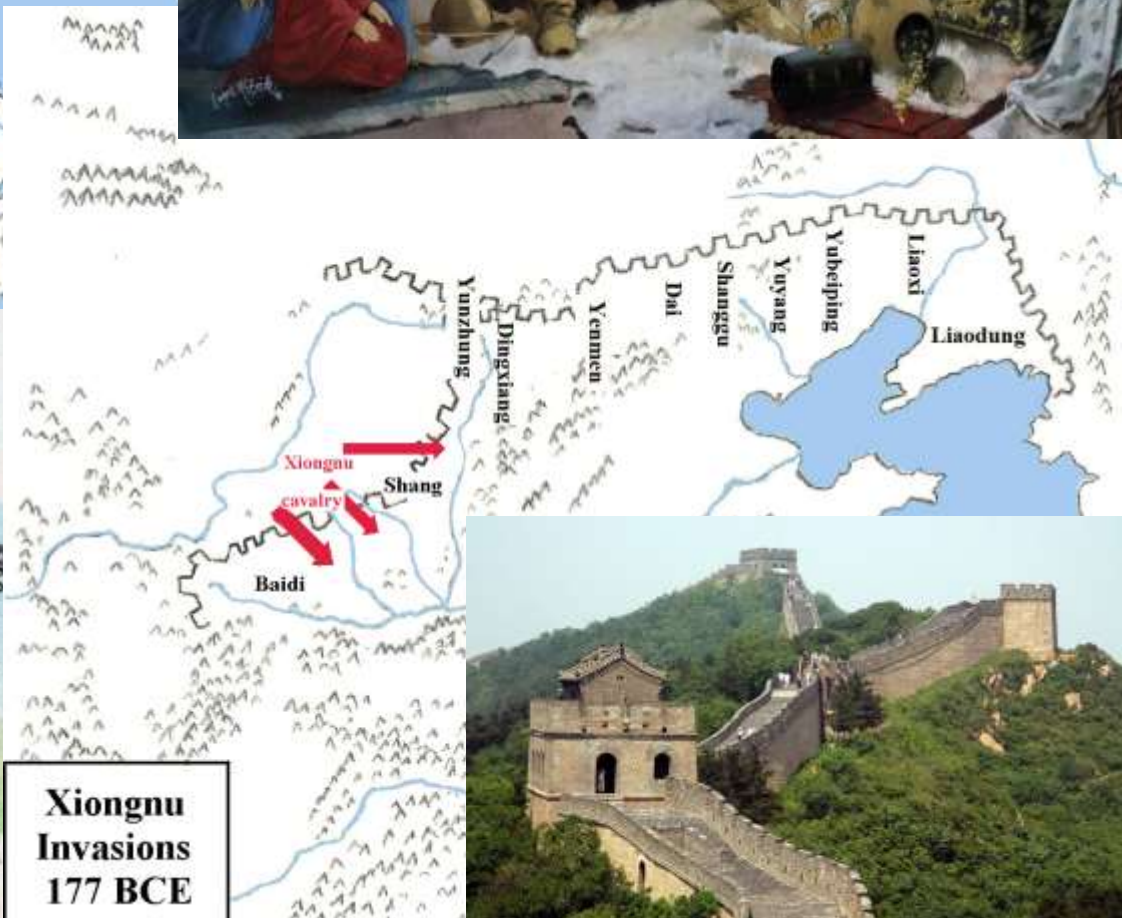 Yunzhung
Dingxiang
Yenmen
Dai
Shanggu
Yuyang
Yubeiping
Liaoxi
Liaodung
Xiongnu
cavalry
Shang
Baidi
Xiongnu
Invasions
177 BCE